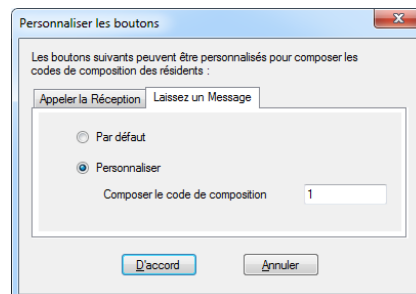 Personnaliser les boutons
Les boutons suivants peuvent être personnalisés pour composer les
codes de composition des résidents :
Appeler la Réception Laissez un Message
Par défaut
Personnaliser
Composer le code de composition 1
D'accord Annuler